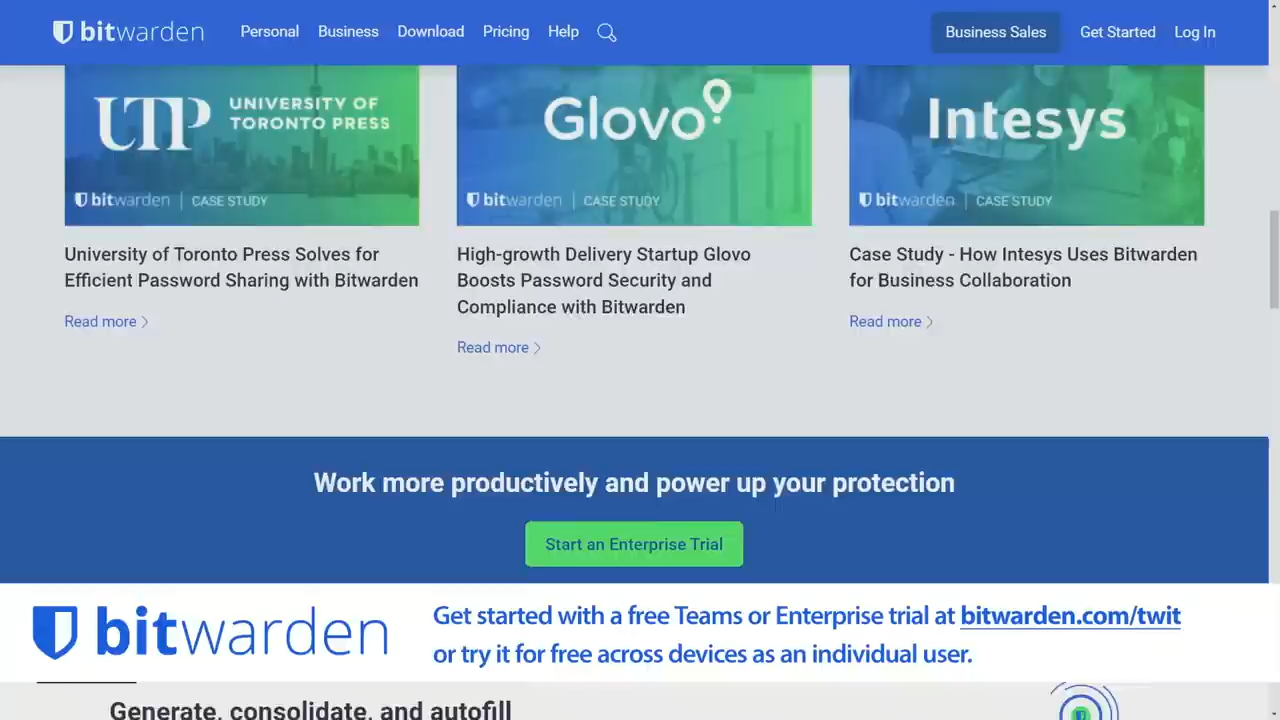 bitwarden Personal Business Download Pricing Help Business Sales Get Started Log In
UTP UNIVERSITY OF TORONTO PRESS
bitwarden | CASE STUDY
University of Toronto Press Solves for
Efficient Password Sharing with Bitwarden
Read more
Glovo
bitwarden | CASE STUDY
High-growth Delivery Startup Glovo
Boosts Password Security and
Compliance with Bitwarden
Read more
Intesys
bitwarden | CASE STUDY
Case Study - How Intesys Uses Bitwarden
for Business Collaboration
Read more
Work more productively and power up your protection
Start an Enterprise Trial
bitwarden
Get started with a free Teams or Enterprise trial at bitwarden.com/twit
or try it for free across devices as an individual user.
Generate, consolidate, and autofill